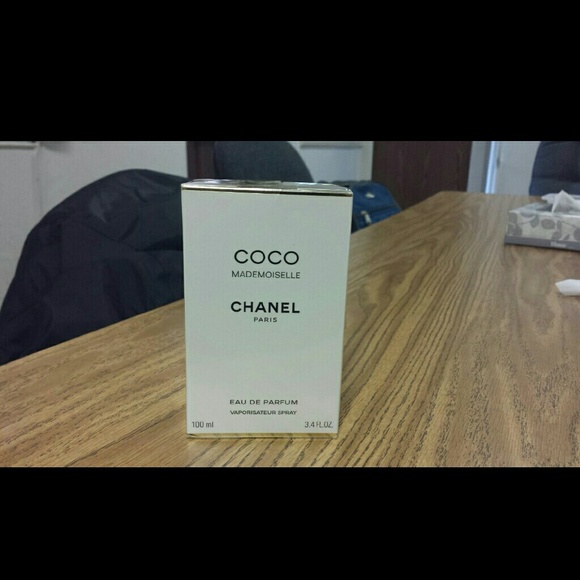 COCO
MADEMOISELLE
CHANEL
PARIS
EAU DE PARFUM
VAPORISATEUR SPRAY
100 ml 3.4 FL.OZ.